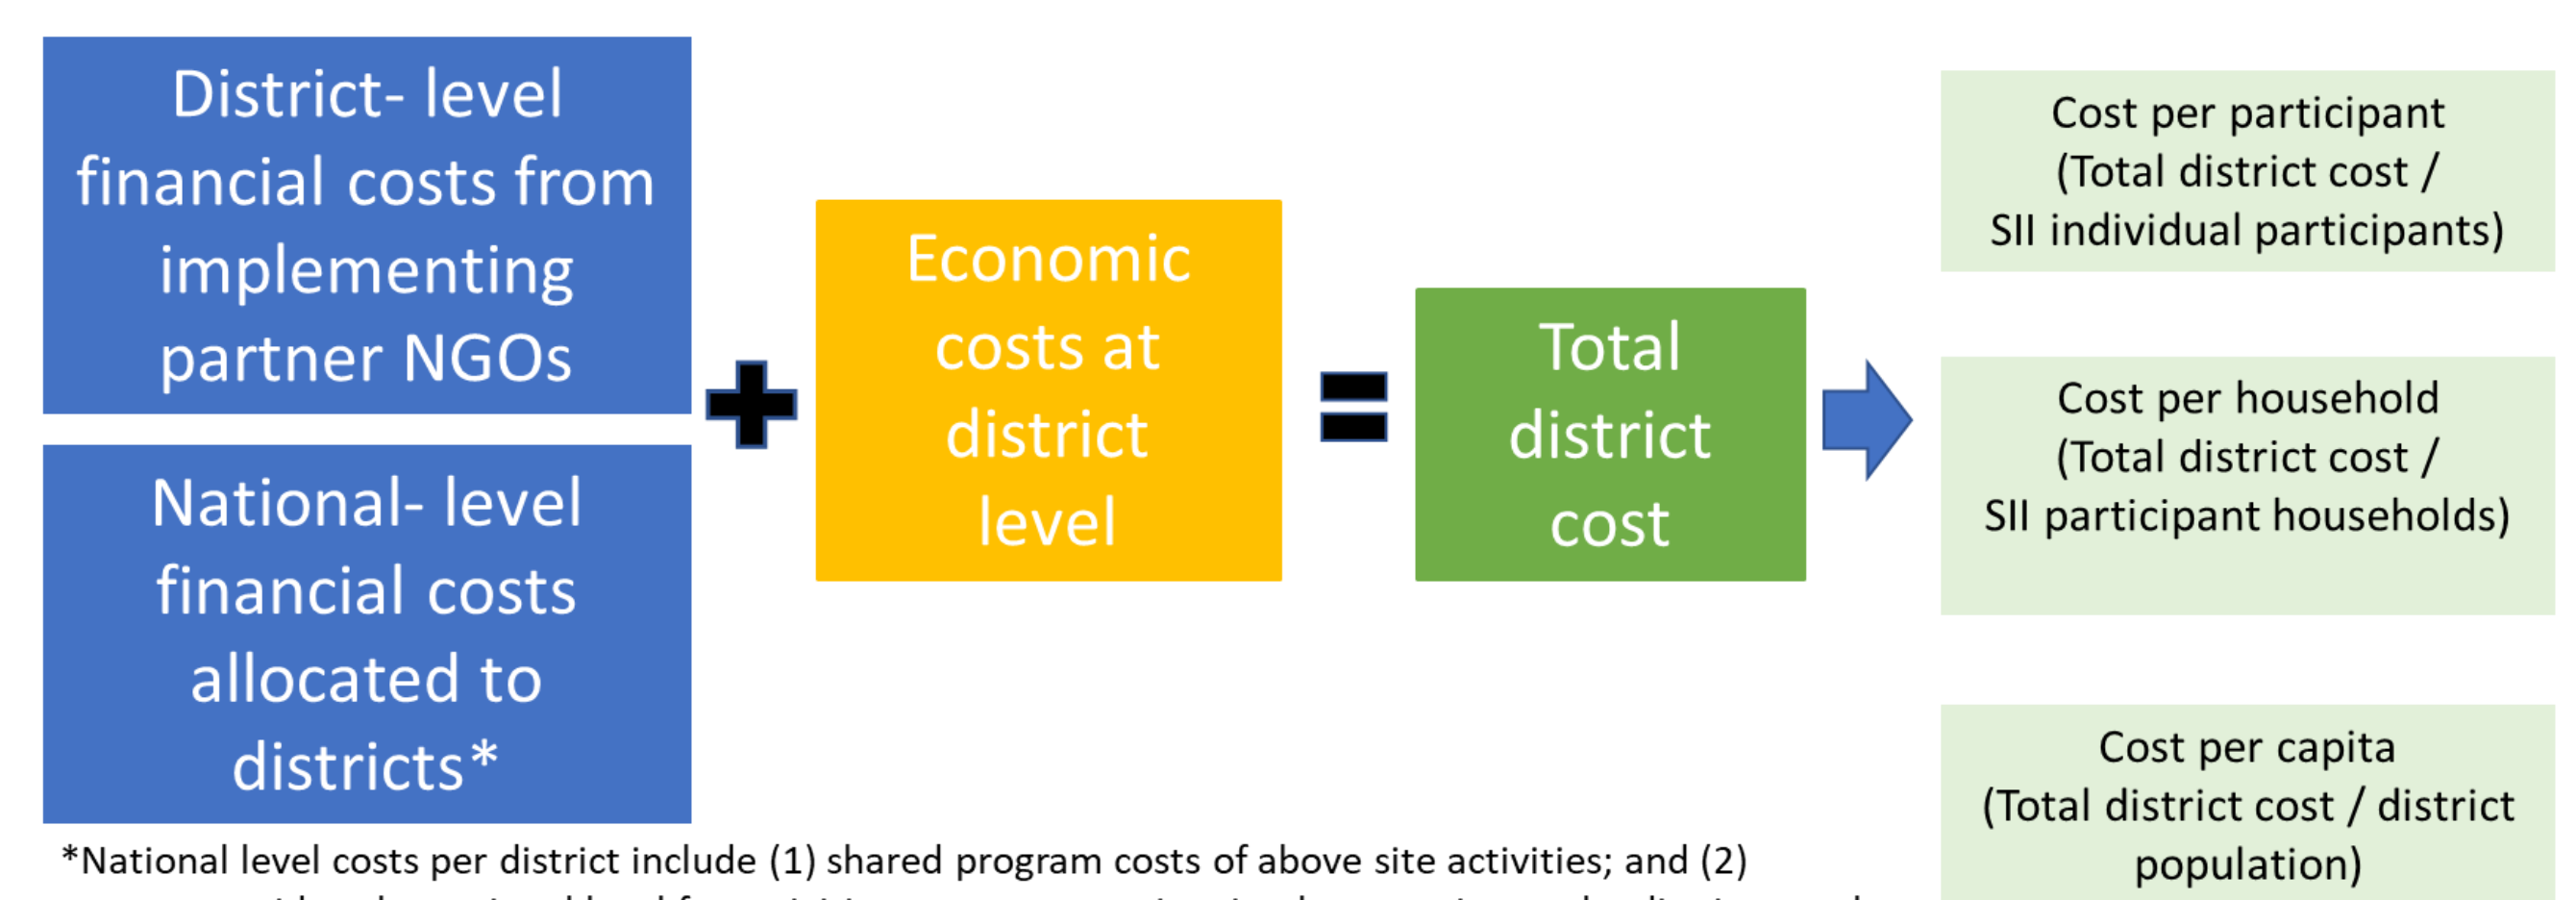 District- level
financial costs from
implementing
partner NGOs
National- level
financial costs
allocated to
districts*
Economic
costs at
district
level
Total
district
cost
Cost per participant
(Total district cost /
SII individual participants)
Cost per household
(Total district cost /
SII participant households)
Cost per capita
(Total district cost / district
population)
*National level costs per district include (1) shared program costs of above site activities; and (2)